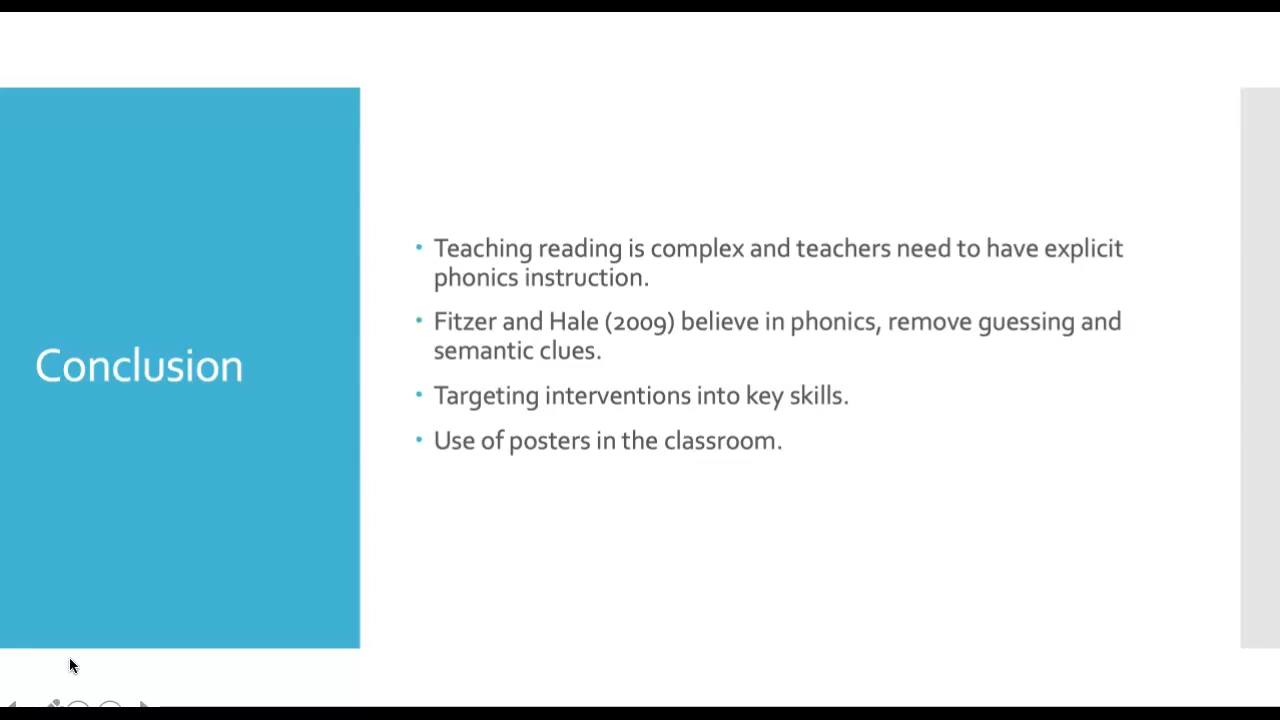 Conclusion
• Teaching reading is complex and teachers need to have explicit
phonics instruction.
• Fitzer and Hale (2009) believe in phonics, remove guessing and
semantic clues.
• Targeting interventions into key skills.
• Use of posters in the classroom.